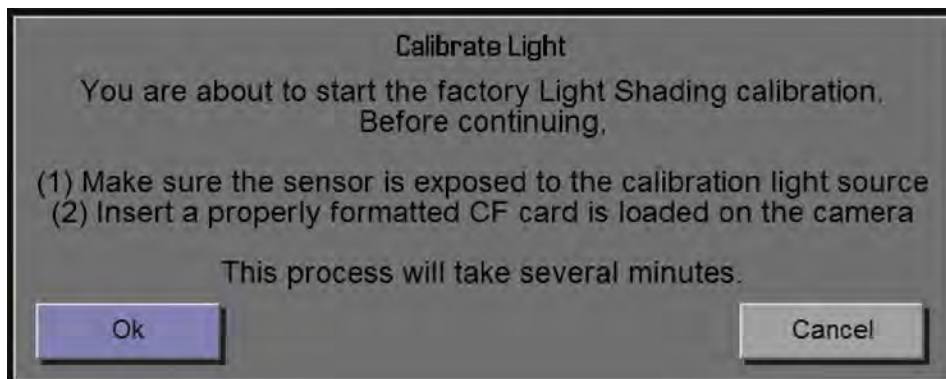 Calibrate Light
You are about to start the factory Light Shading calibration.
Before continuing,
(1) Make sure the sensor is exposed to the calibration light source
(2) Insert a properly formatted CF card is loaded on the camera
This process will take several minutes.
Ok
Cancel